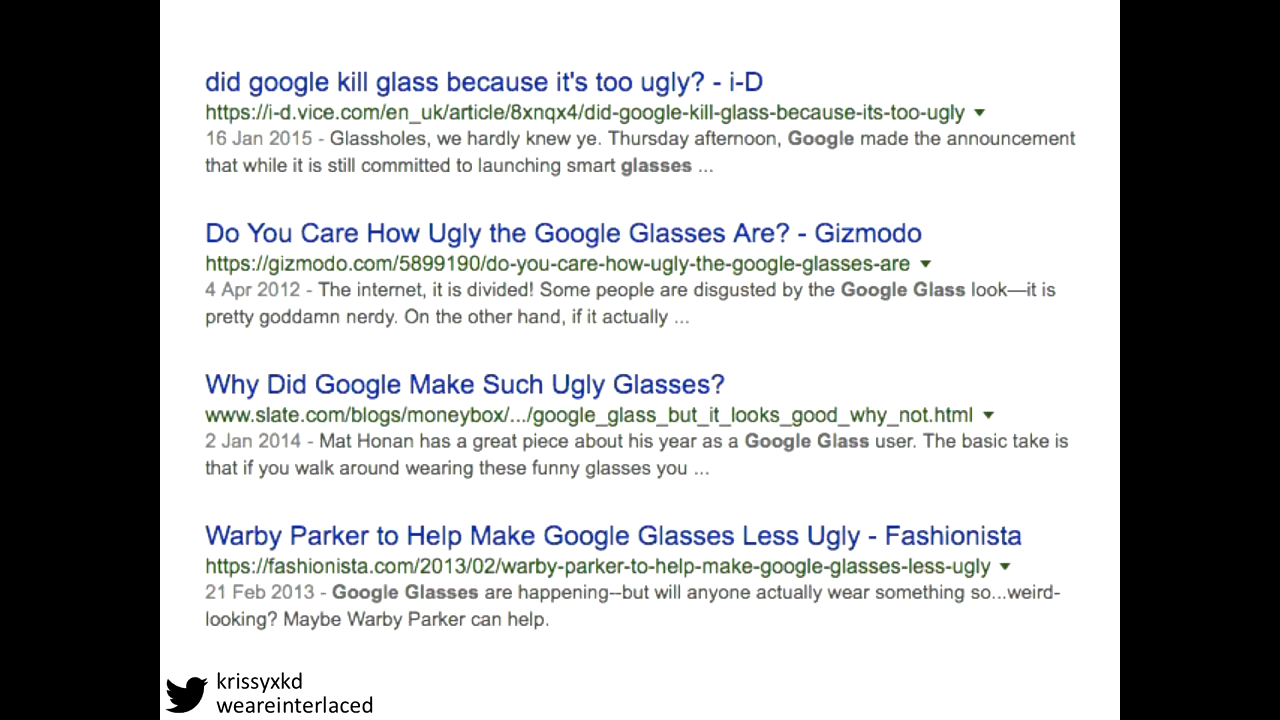 did google kill glass because it's too ugly? - i-D
https://i-d.vice.com/en_uk/article/8xnqx4/did-google-kill-glass-because-its-too-ugly
16 Jan 2015 - Glassholes, we hardly knew ye. Thursday afternoon, Google made the announcement
that while it is still committed to launching smart glasses ...
Do You Care How Ugly the Google Glasses Are? - Gizmodo
https://gizmodo.com/5899190/do-you-care-how-ugly-the-google-glasses-are
4 Apr 2012 - The internet, it is divided! Some people are disgusted by the Google Glass look—it is
pretty goddamn nerdy. On the other hand, if it actually ...
Why Did Google Make Such Ugly Glasses?
www.slate.com/blogs/moneybox/.../google_glass_but_it_looks_good_why_not.html
2 Jan 2014 - Mat Honan has a great piece about his year as a Google Glass user. The basic take is
that if you walk around wearing these funny glasses you ...
Warby Parker to Help Make Google Glasses Less Ugly - Fashionista
https://fashionista.com/2013/02/warby-parker-to-help-make-google-glasses-less-ugly
21 Feb 2013 - Google Glasses are happening--but will anyone actually wear something so...weird-
looking? Maybe Warby Parker can help.
krissyxkd
weareinterlaced